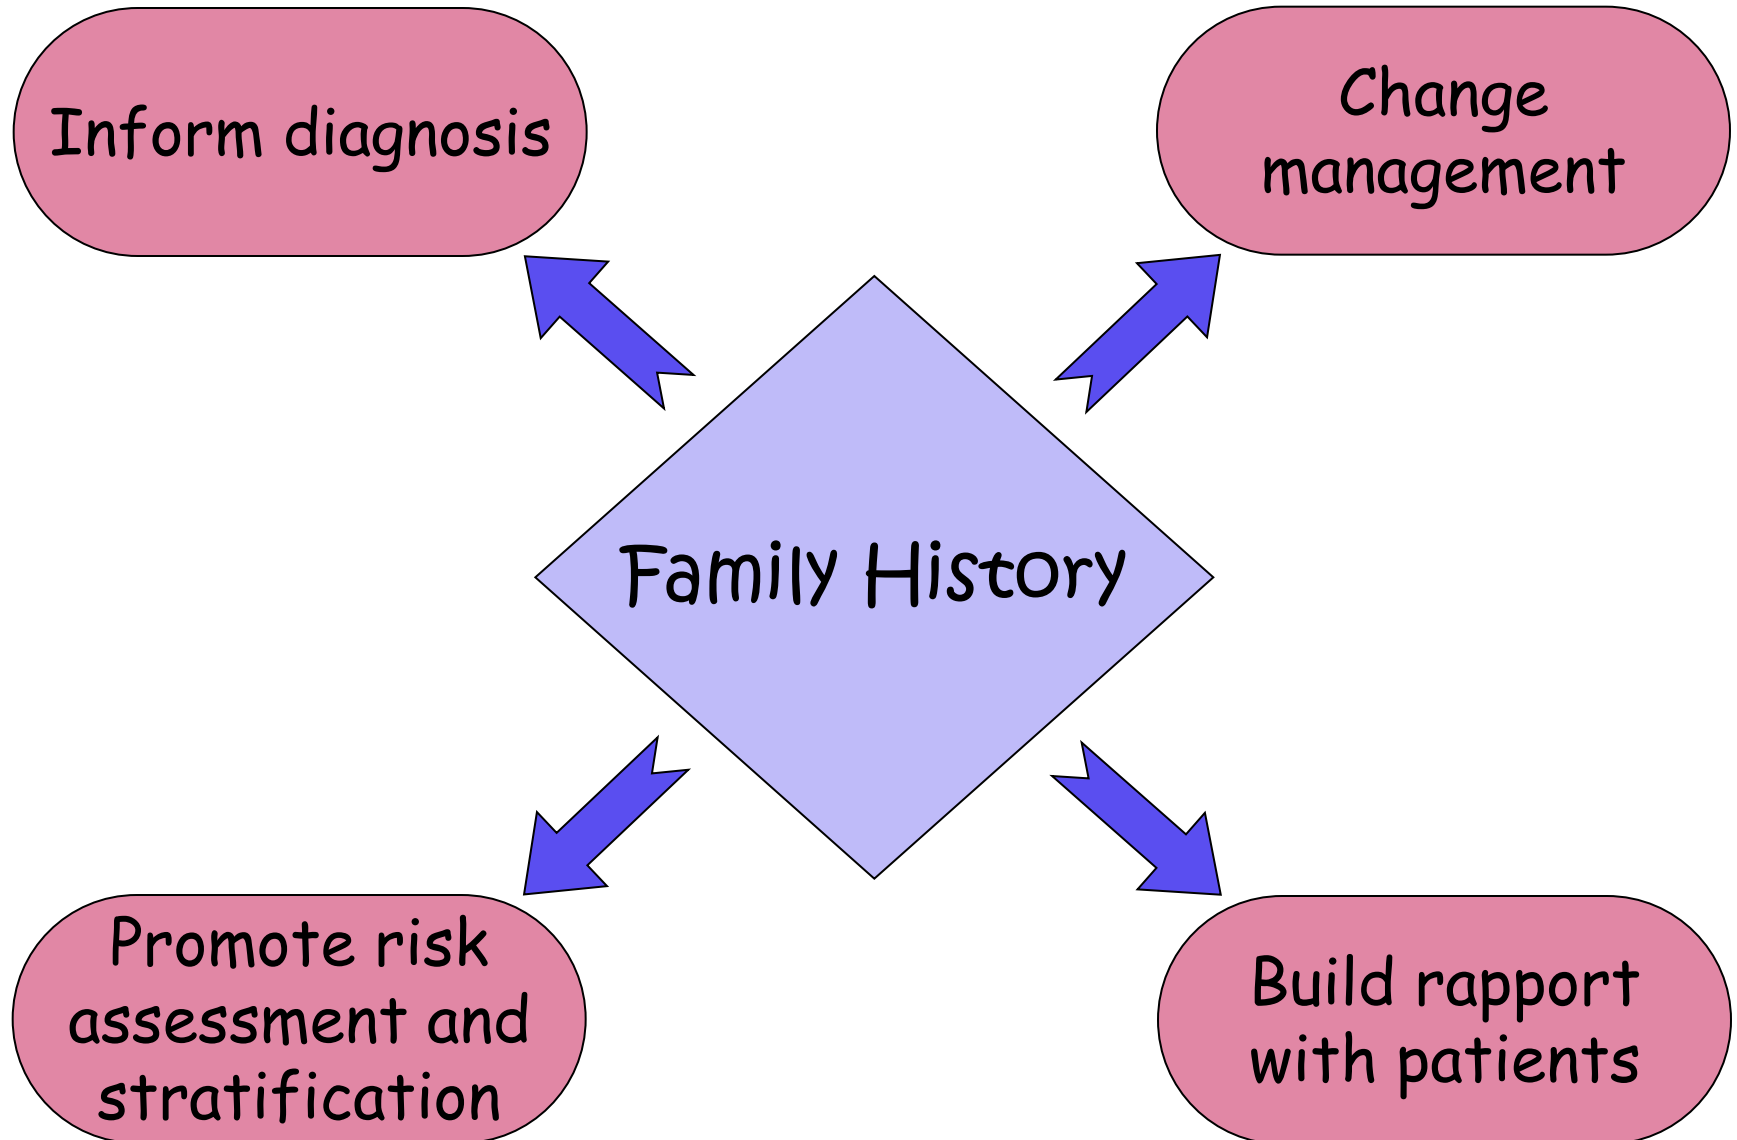 Inform diagnosis
Change
management
Family History
Promote risk
assessment and
stratification
Build rapport
with patients